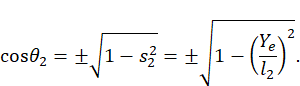 cosθ₂ = ±√(1 − s₂²) = ±√(1 − (Yₑ/l₂)²).